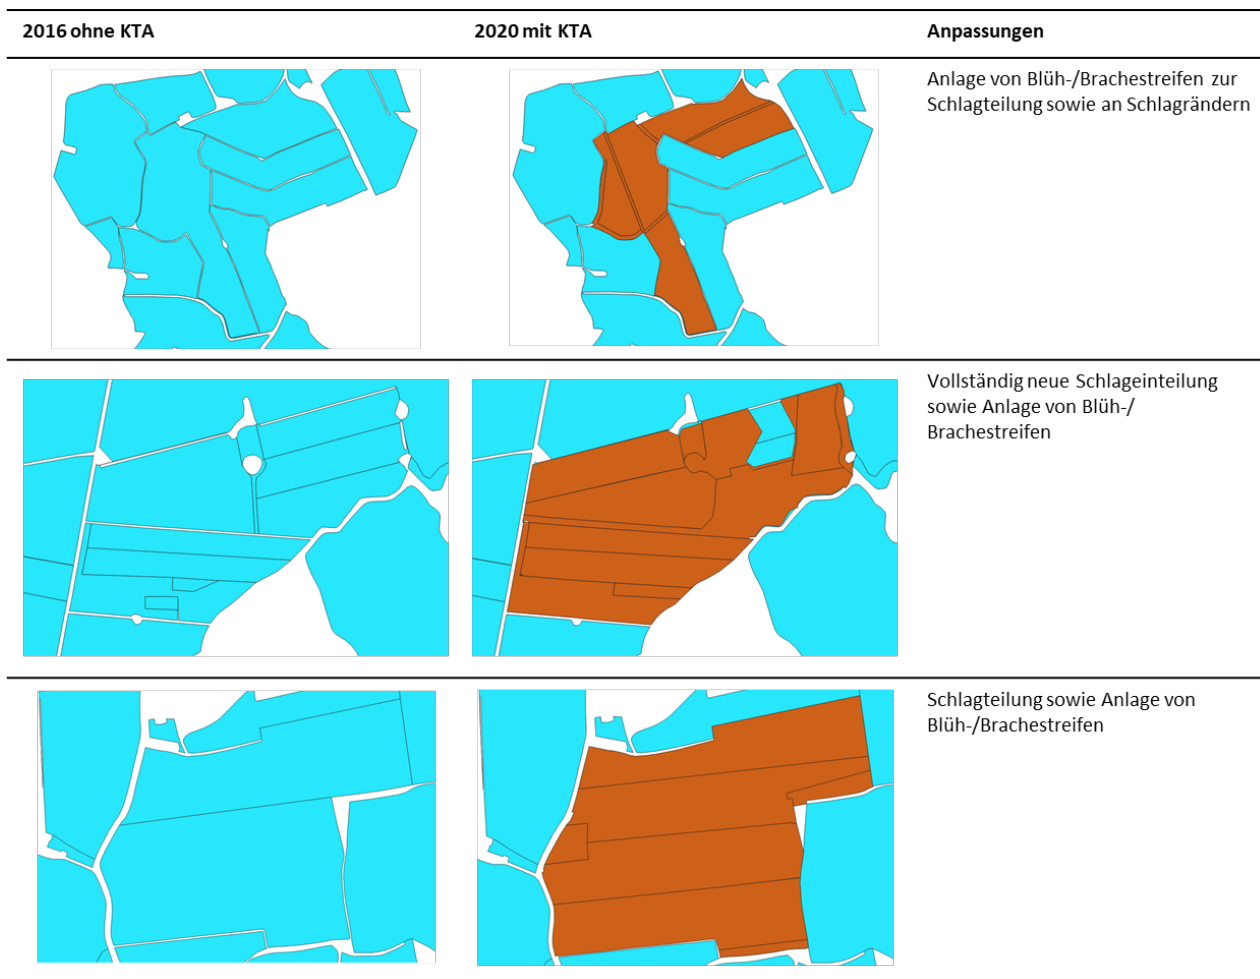 2016 ohne KTA
2020 mit KTA
Anpassungen
Anlage von Blüh-/Brachestreifen zur
Schlagteilung sowie an Schlagrändern
Vollständig neue Schlageinteilung
sowie Anlage von Blüh-/
Brachestreifen
Schlagteilung sowie Anlage von
Blüh-/Brachestreifen